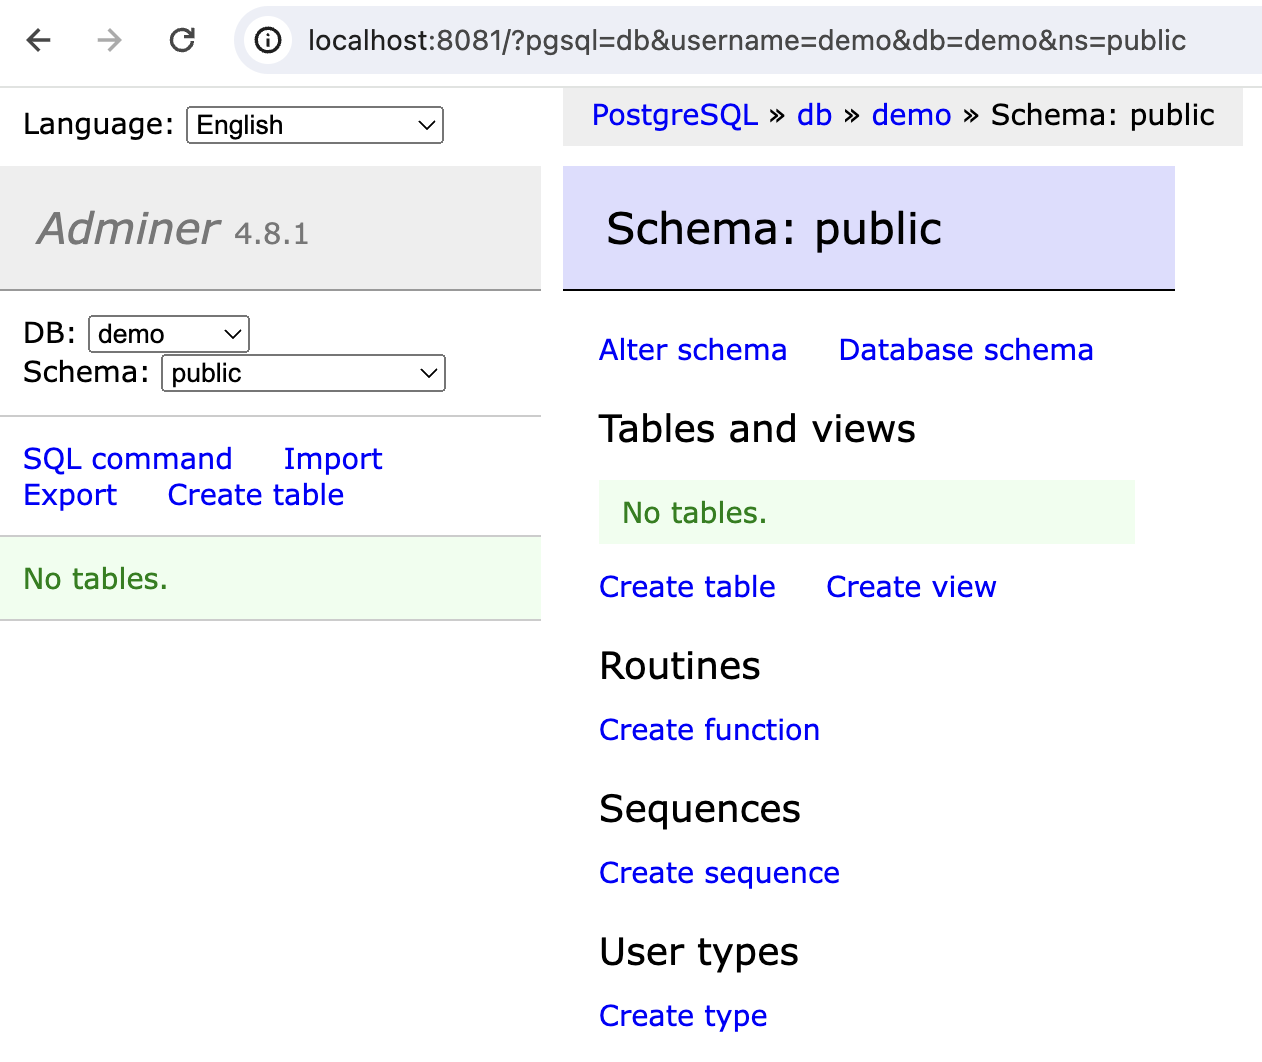 localhost:8081/?pgsql=db&username=demo&db=demo&ns=public
Language: English
PostgreSQL » db » demo » Schema: public
Adminer 4.8.1
Schema: public
DB: demo
Schema: public
SQL command Import
Export Create table
No tables.
Alter schema Database schema
Tables and views
No tables.
Create table Create view
Routines
Create function
Sequences
Create sequence
User types
Create type